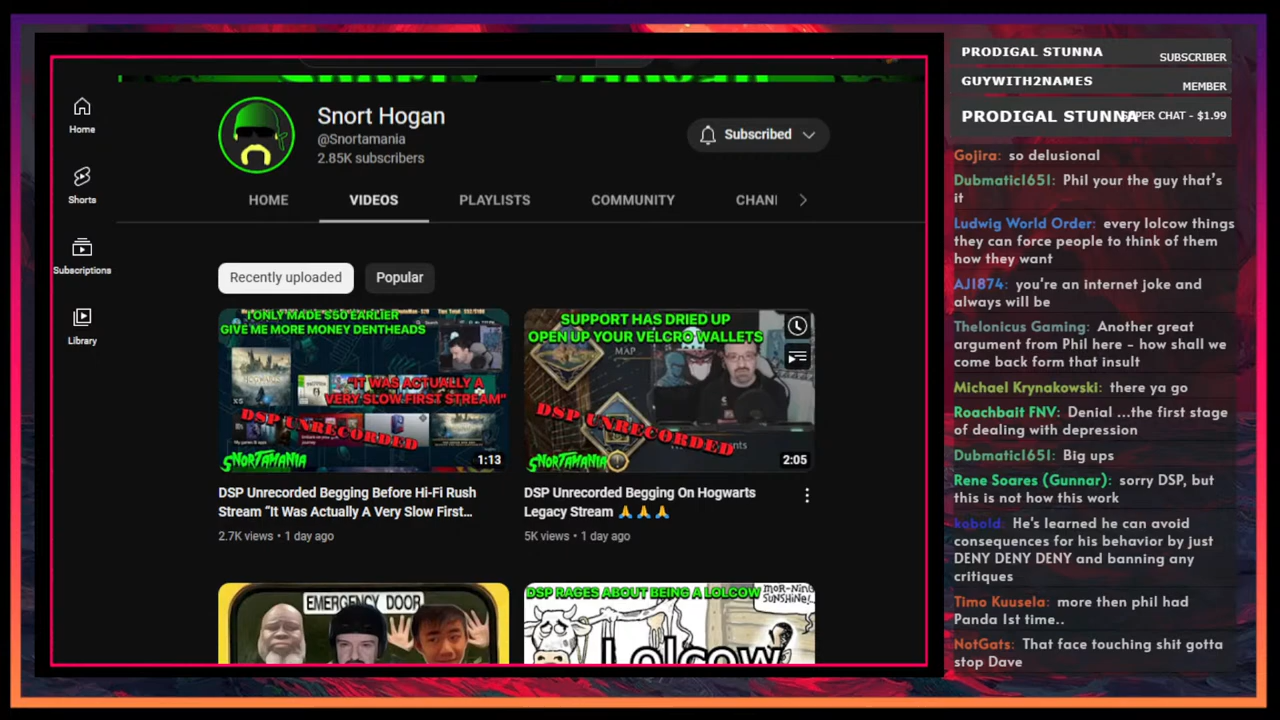 Snort Hogan
@Snortamania
2.85K subscribers
Subscribed
Home
Shorts
Subscriptions
Library
HOME
VIDEOS
PLAYLISTS
COMMUNITY
CHANI
Recently uploaded
Popular
I ONLY MADE $50 EARLIER
GIVE ME MORE MONEY DENTHEADS
"IT WAS ACTUALLY A
VERY SLOW FIRST STREAM"
DSP UNRECORDED
SNORTAMANIA
1:13
DSP Unrecorded Begging Before Hi-Fi Rush
Stream “It Was Actually A Very Slow First...
2.7K views • 1 day ago
SUPPORT HAS DRIED UP
OPEN UP YOUR VELCRO WALLETS
MAP
DSP UNRECORDED
SNORTAMANIA
2:05
DSP Unrecorded Begging On Hogwarts
Legacy Stream 🙏🙏🙏
5K views • 1 day ago
EMERGENCY DOOR
DSP RAGES ABOUT BEING A LOLCOW
MOR-NING
SUNSHINE!
Lolcow
PRODIGAL STUNNA
SUBSCRIBER
GUYWITH2NAMES
MEMBER
PRODIGAL STUNNA
PER CHAT - $1.99
Gojira: so delusional
Dubmatic1651: Phil your the guy that's
it
Ludwig World Order: every lolcow things
they can force people to think of them
how they want
AJ1874: you're an internet joke and
always will be
Thelonicus Gaming: Another great
argument from Phil here - how shall we
come back form that insult
Michael Krynakowski: there ya go
Roachbait FNV: Denial ...the first stage
of dealing with depression
Dubmatic1651: Big ups
Rene Soares (Gunnar): sorry DSP, but
this is not how this work
kobold: He's learned he can avoid
consequences for his behavior by just
DENY DENY DENY and banning any
critiques
Timo Kuusela: more then phil had
Panda 1st time..
NotGats: That face touching shit gotta
stop Dave